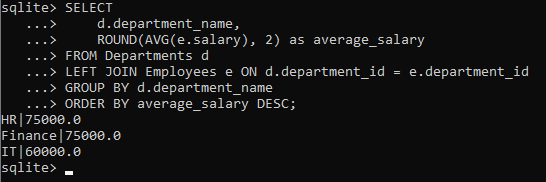 sqlite> SELECT
   ...>     d.department_name,
   ...>     ROUND(AVG(e.salary), 2) as average_salary
   ...> FROM Departments d
   ...> LEFT JOIN Employees e ON d.department_id = e.department_id
   ...> GROUP BY d.department_name
   ...> ORDER BY average_salary DESC;
HR|75000.0
Finance|75000.0
IT|60000.0
sqlite>